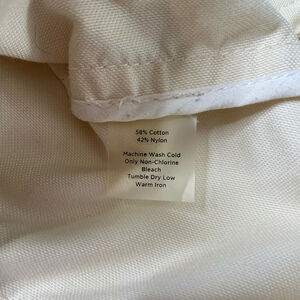 58% Cotton
42% Nylon
Machine Wash Cold
Only Non-Chlorine
Bleach
Tumble Dry Low
Warm Iron